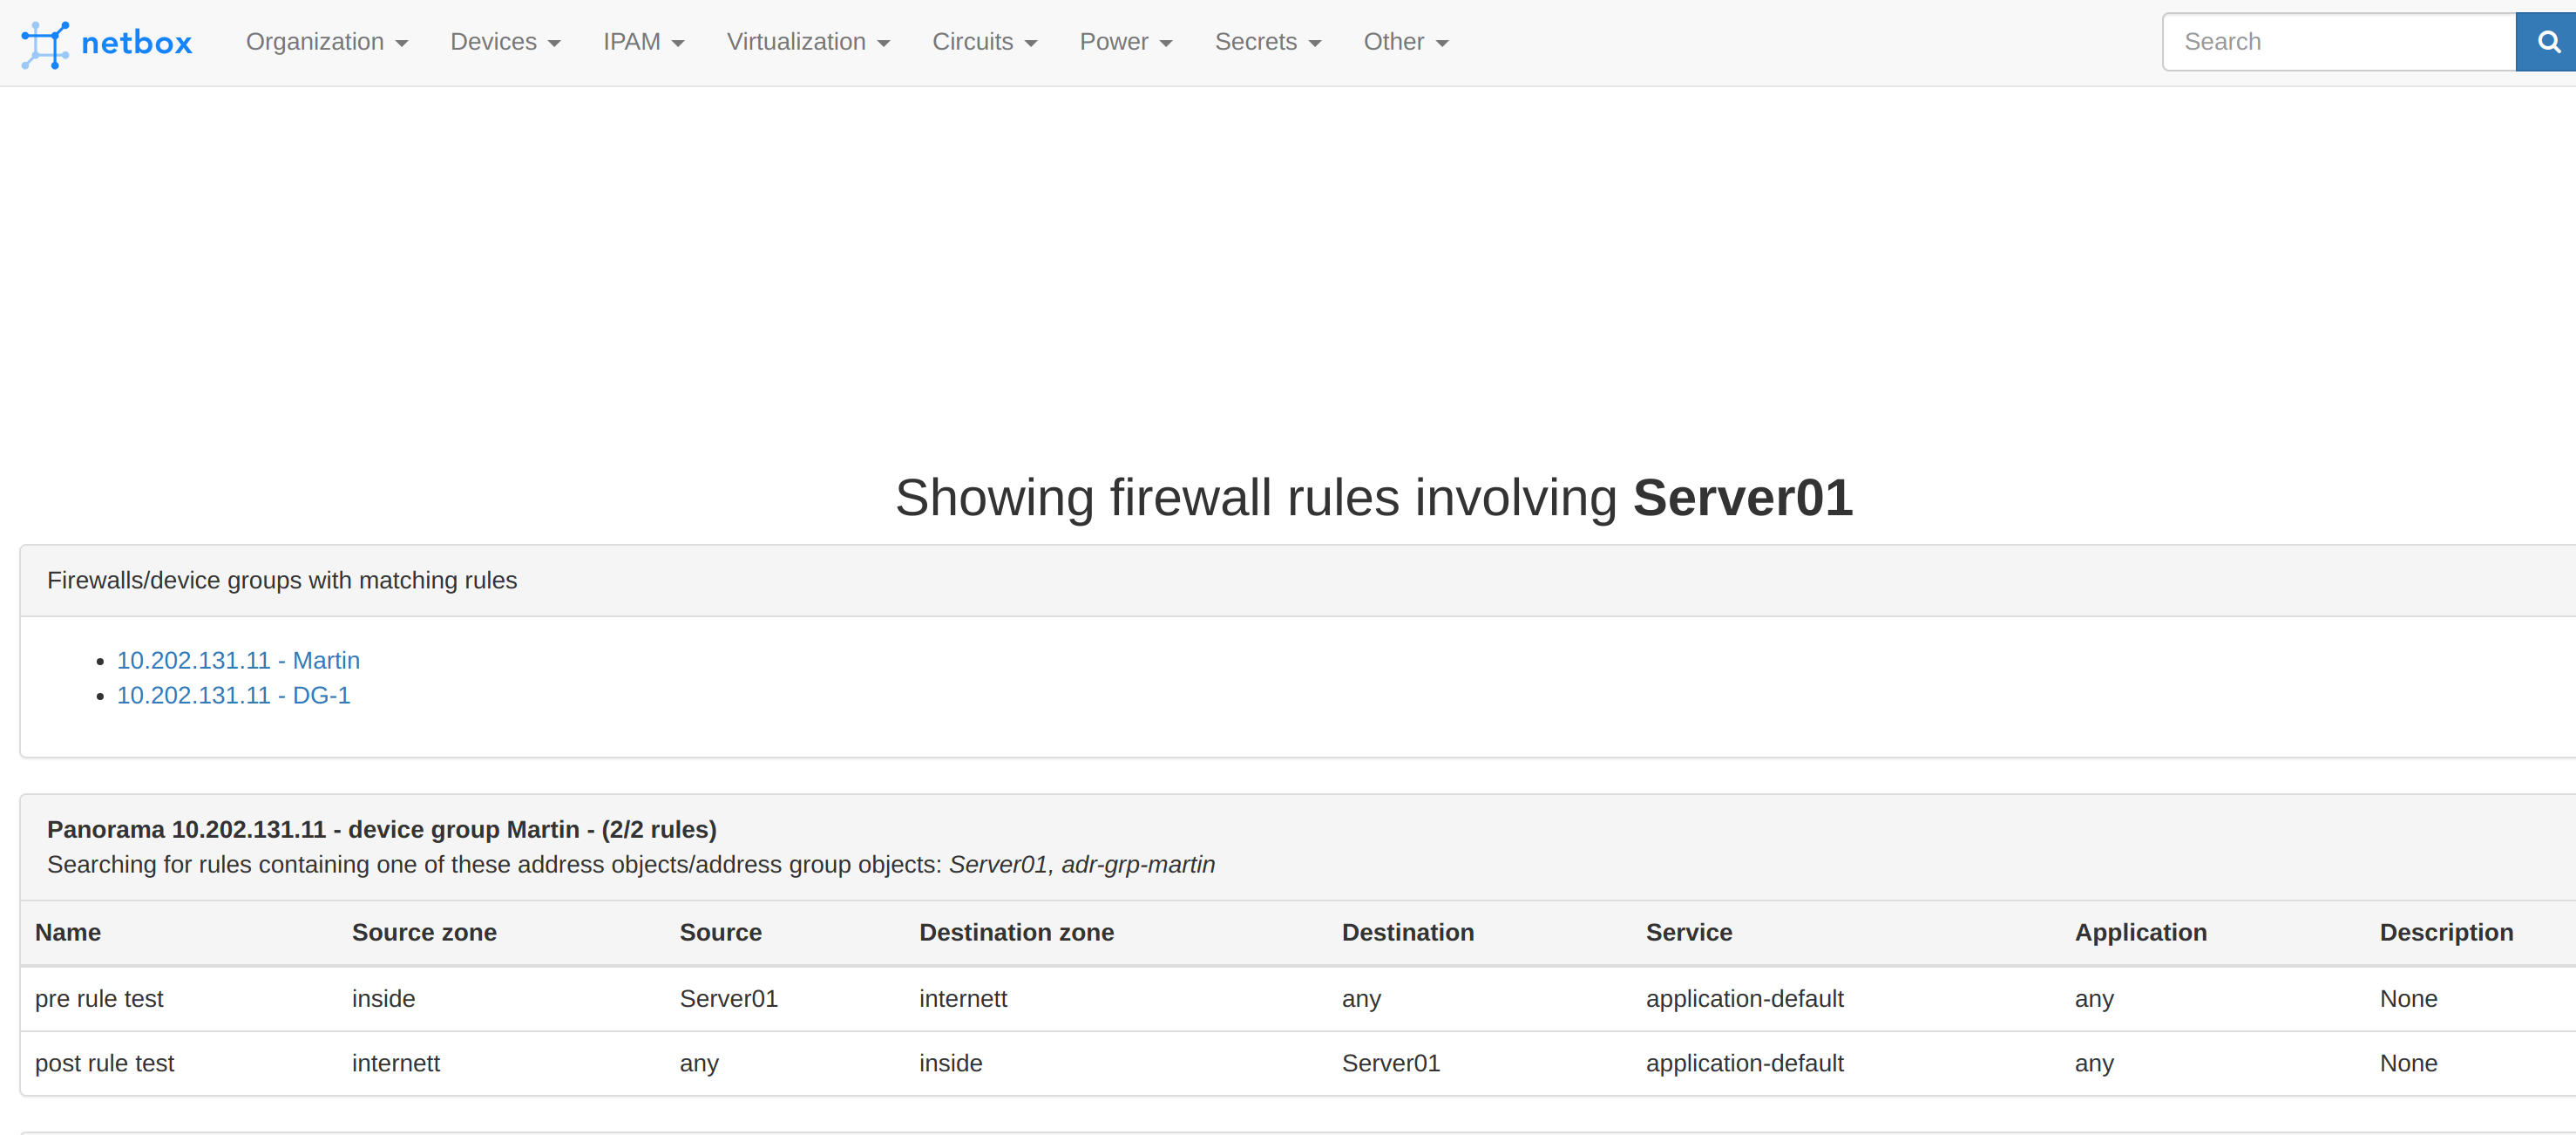 netbox Organization Devices IPAM Virtualization Circuits Power Secrets Other Search
Showing firewall rules involving Server01
Firewalls/device groups with matching rules
10.202.131.11 - Martin
10.202.131.11 - DG-1
Panorama 10.202.131.11 - device group Martin - (2/2 rules)
Searching for rules containing one of these address objects/address group objects: Server01, adr-grp-martin
Name Source zone Source Destination zone Destination Service Application Description
pre rule test inside Server01 internett any application-default any None
post rule test internett any inside Server01 application-default any None